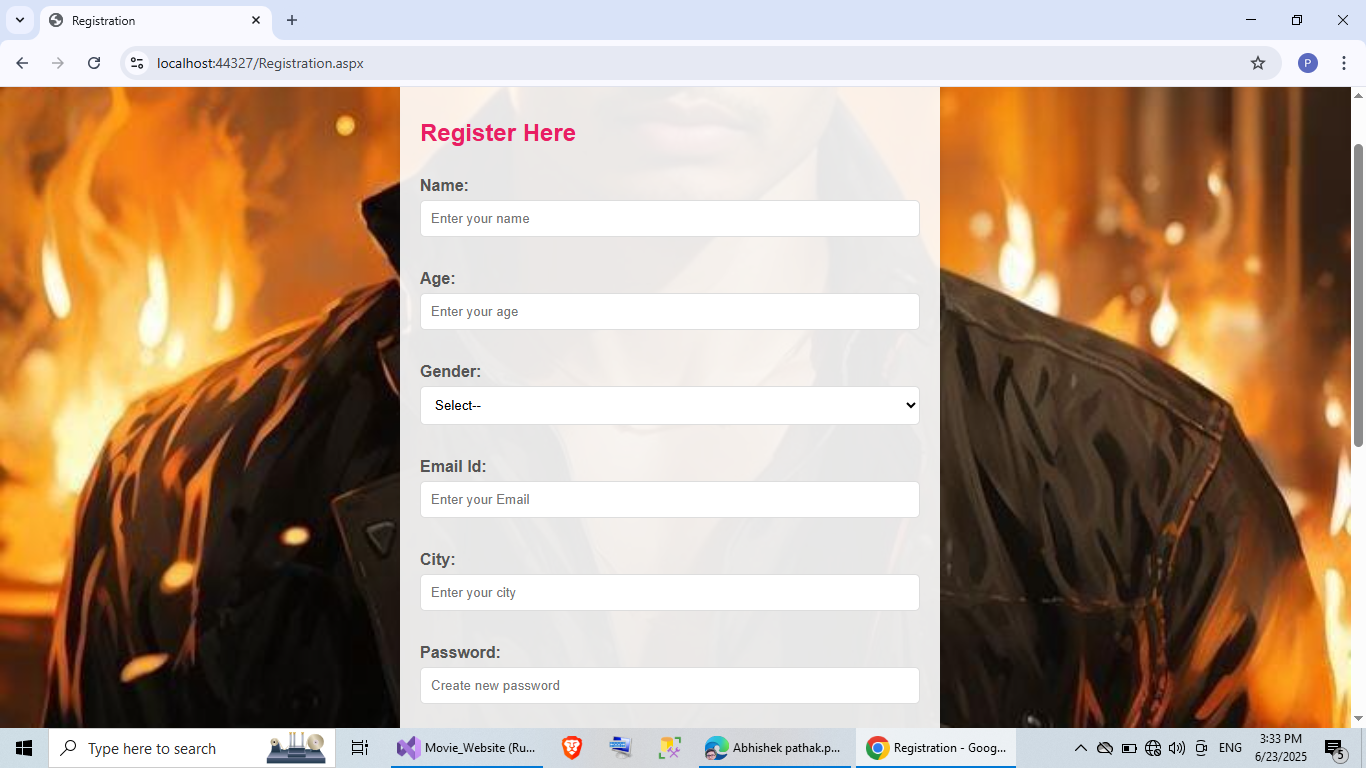 Registration
localhost:44327/Registration.aspx
P
Register Here
Name:
Enter your name
Age:
Enter your age
Gender:
Select--
Email Id:
Enter your Email
City:
Enter your city
Password:
Create new password
Type here to search
Movie_Website (Ru...
Abhishek pathak.p...
Registration - Goog...
ENG
3:33 PM
6/23/2025
5